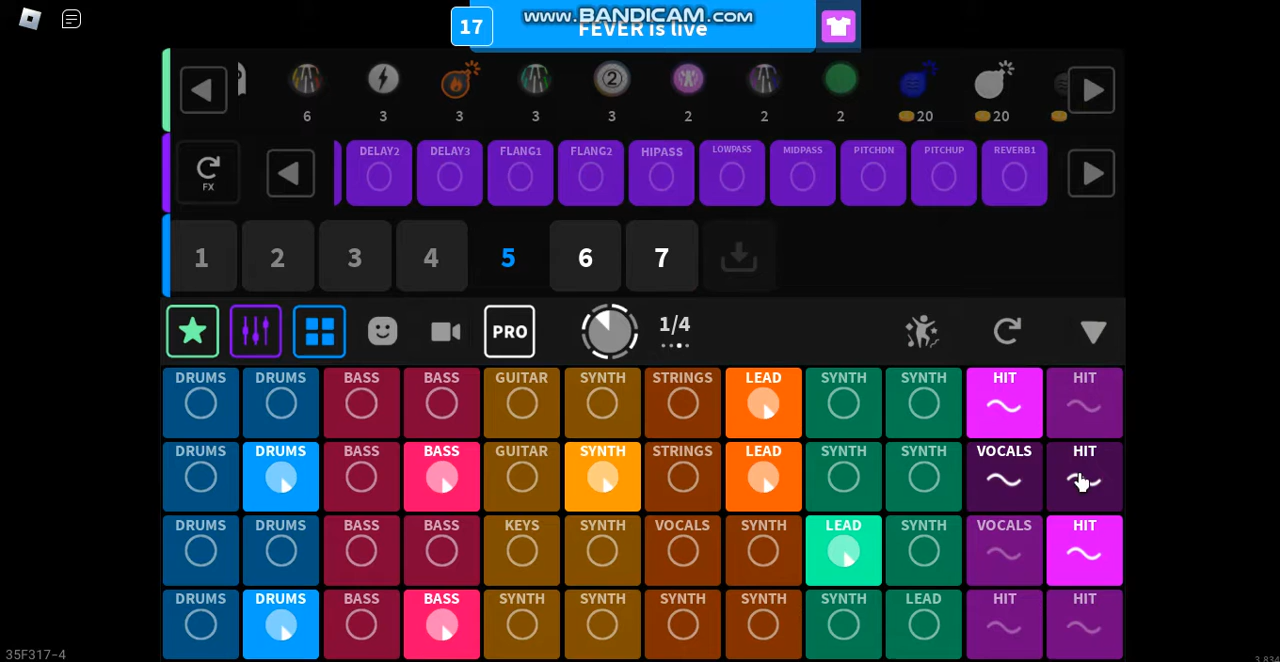 17
www.BANDICAM.com
FEVER is live
6 3 3 3 3 2 2 2 20 20
FX
DELAY2 DELAY3 FLANG1 FLANG2 HIPASS LOWPASS MIDPASS PITCHDN PITCHUP REVERB1
1 2 3 4 5 6 7
PRO 1/4
DRUMS DRUMS BASS BASS GUITAR SYNTH STRINGS LEAD SYNTH SYNTH HIT HIT
DRUMS DRUMS BASS BASS GUITAR SYNTH STRINGS LEAD SYNTH SYNTH VOCALS HIT
DRUMS DRUMS BASS BASS KEYS SYNTH VOCALS SYNTH LEAD SYNTH VOCALS HIT
DRUMS DRUMS BASS BASS SYNTH SYNTH SYNTH SYNTH SYNTH LEAD HIT HIT
35F317-4